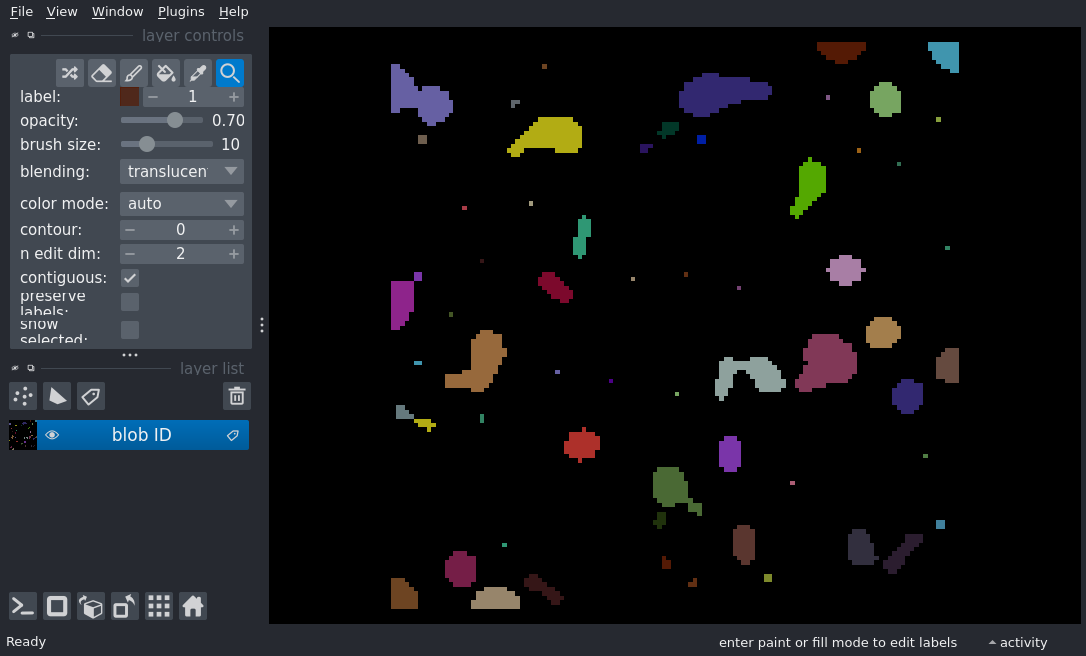 File View Window Plugins Help
layer controls
label: 1
opacity: 0.70
brush size: 10
blending: translucen
color mode: auto
contour: 0
n edit dim: 2
contiguous:
preserve
labels:
show
selected:
layer list
blob ID
Ready
enter paint or fill mode to edit labels
activity